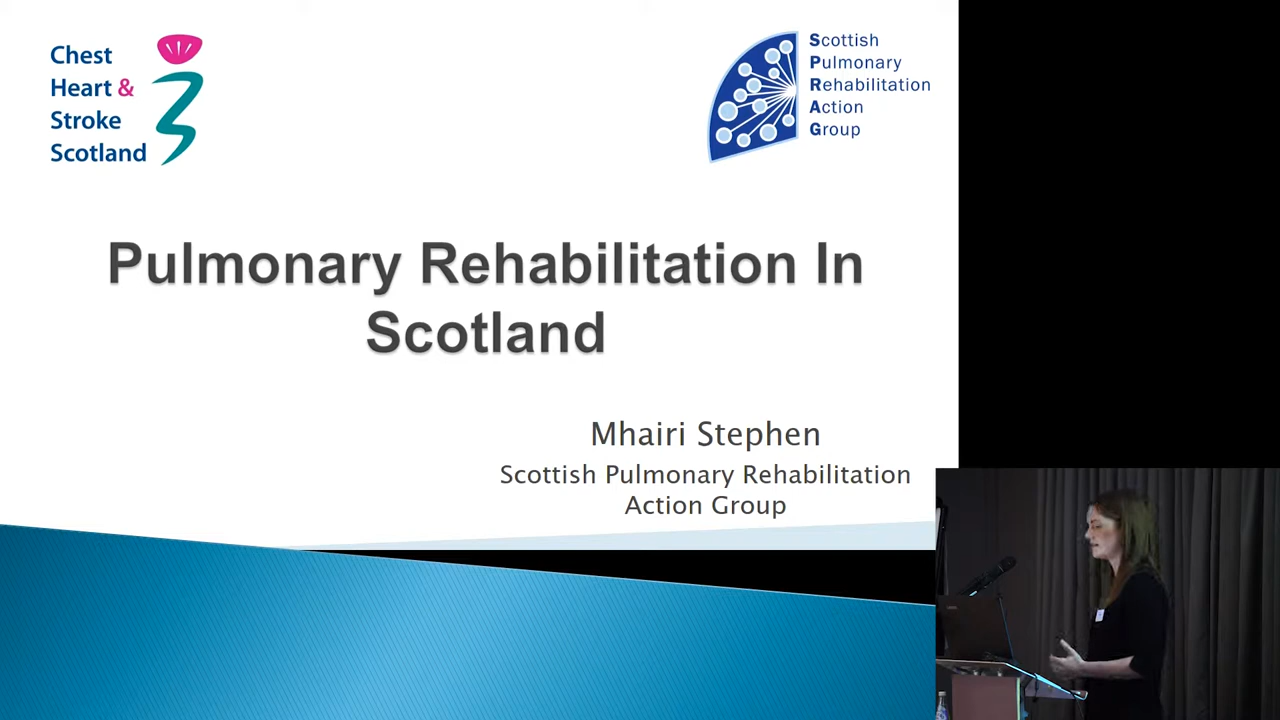 Chest
Heart &
Stroke
Scotland
Scottish
Pulmonary
Rehabilitation
Action
Group
Pulmonary Rehabilitation In
Scotland
Mhairi Stephen
Scottish Pulmonary Rehabilitation
Action Group